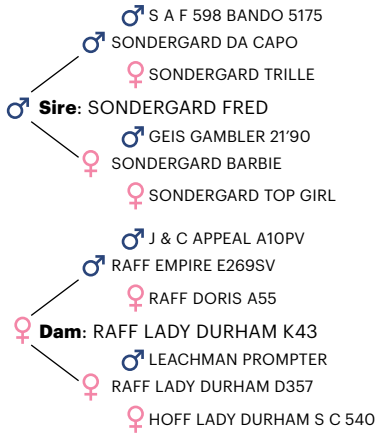 S A F 598 BANDO 5175
SONDERGARD DA CAPO
SONDERGARD TRILLE
Sire: SONDERGARD FRED
GEIS GAMBLER 21'90
SONDERGARD BARBIE
SONDERGARD TOP GIRL
J & C APPEAL A10PV
RAFF EMPIRE E269SV
RAFF DORIS A55
Dam: RAFF LADY DURHAM K43
LEACHMAN PROMPTER
RAFF LADY DURHAM D357
HOFF LADY DURHAM S C 540